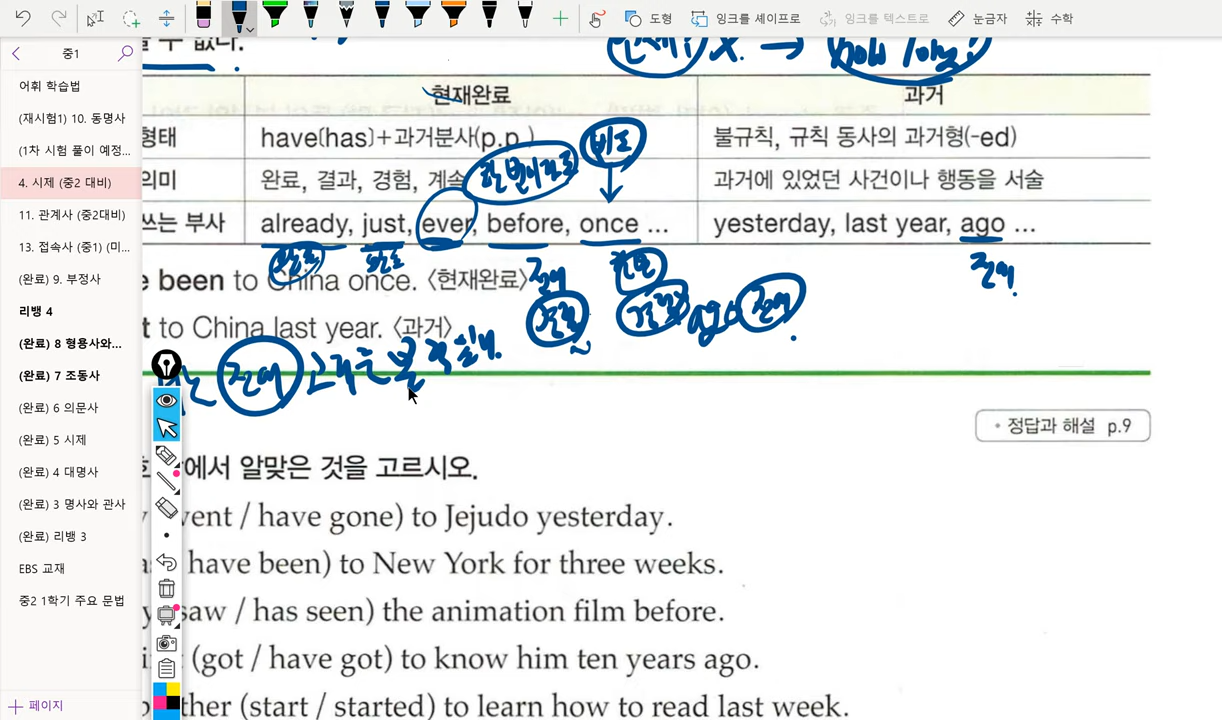 도형
잉크를 셰이프로
잉크를 텍스트로
눈금자
수학
중1
어휘 학습법
(재시험1) 10. 동명사
(1차 시험 풀이 예정...
4. 시제 (중2 대비)
11. 관계사 (중2대비)
13. 접속사 (중1) (미...
(완료) 9. 부정사
리뱅 4
(완료) 8 형용사와...
(완료) 7 조동사
(완료) 6 의문사
(완료) 5 시제
(완료) 4 대명사
(완료) 3 명사와 관사
(완료) 리뱅 3
EBS 교재
중2 1학기 주요 문법
페이지
수 없다.
현재완료 과거
형태 have(has)+과거분사(p.p.) 불규칙, 규칙 동사의 과거형(-ed)
빈도
의미 완료, 결과, 경험, 계속 과거에 있었던 사건이나 행동을 서술
쓰는 부사 already, just, ever, before, once ... yesterday, last year, ago ...
완료 전에 한번 전에
been to China once. <현재완료>
경험 경험 ago 전에
to China last year. <과거>
전에
정답과 해설 p.9
에서 알맞은 것을 고르시오.
/ have gone) to Jejudo yesterday.
have been) to New York for three weeks.
saw / has seen) the animation film before.
(got / have got) to know him ten years ago.
(start / started) to learn how to read last week.